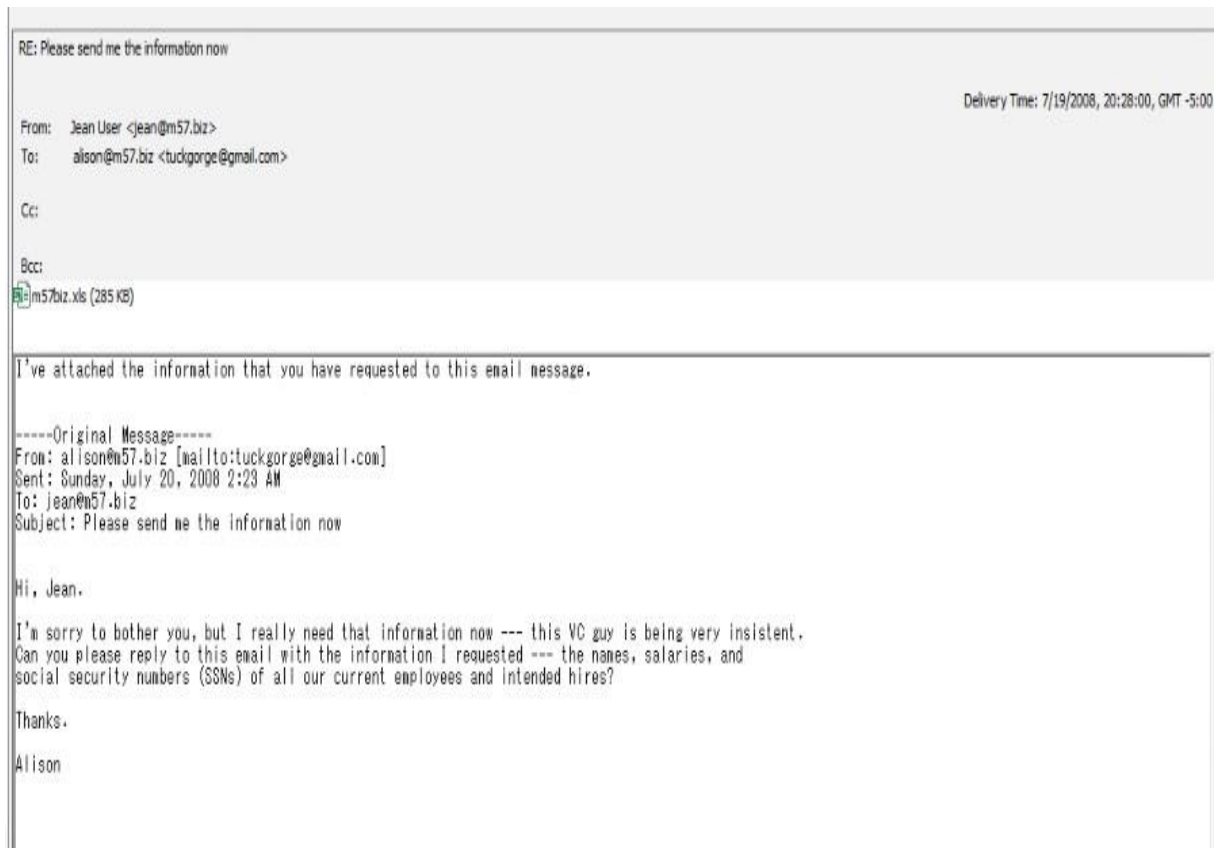 RE: Please send me the information now
Delivery Time: 7/19/2008, 20:28:00, GMT -5:00
From: Jean User <jean@m57.biz>
To: alison@m57.biz <tuckgorge@gmail.com>
Cc:
Bcc:
m57biz.xls (285 KB)
I've attached the information that you have requested to this email message.
-----Original Message-----
From: alison@m57.biz [mailto:tuckgorge@gmail.com]
Sent: Sunday, July 20, 2008 2:23 AM
To: jean@m57.biz
Subject: Please send me the information now
Hi, Jean.
I'm sorry to bother you, but I really need that information now --- this VC guy is being very insistent.
Can you please reply to this email with the information I requested --- the names, salaries, and
social security numbers (SSNs) of all our current employees and intended hires?
Thanks.
Alison